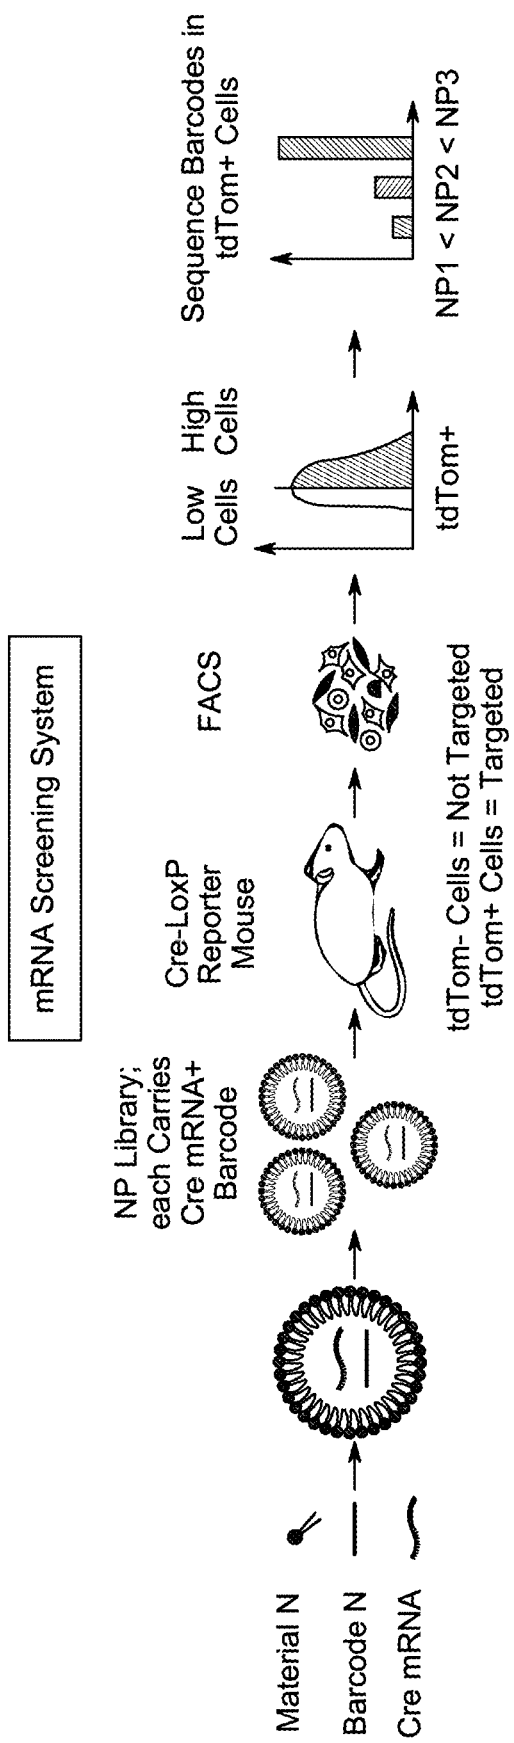 mRNA Screening System
Material N
Barcode N
Cre mRNA
NP Library;
each Carries
Cre mRNA+
Barcode
Cre-LoxP
Reporter
Mouse
tdTom- Cells = Not Targeted
tdTom+ Cells = Targeted
FACS
Low
Cells
High
Cells
tdTom+
Sequence Barcodes in
tdTom+ Cells
NP1 < NP2 < NP3